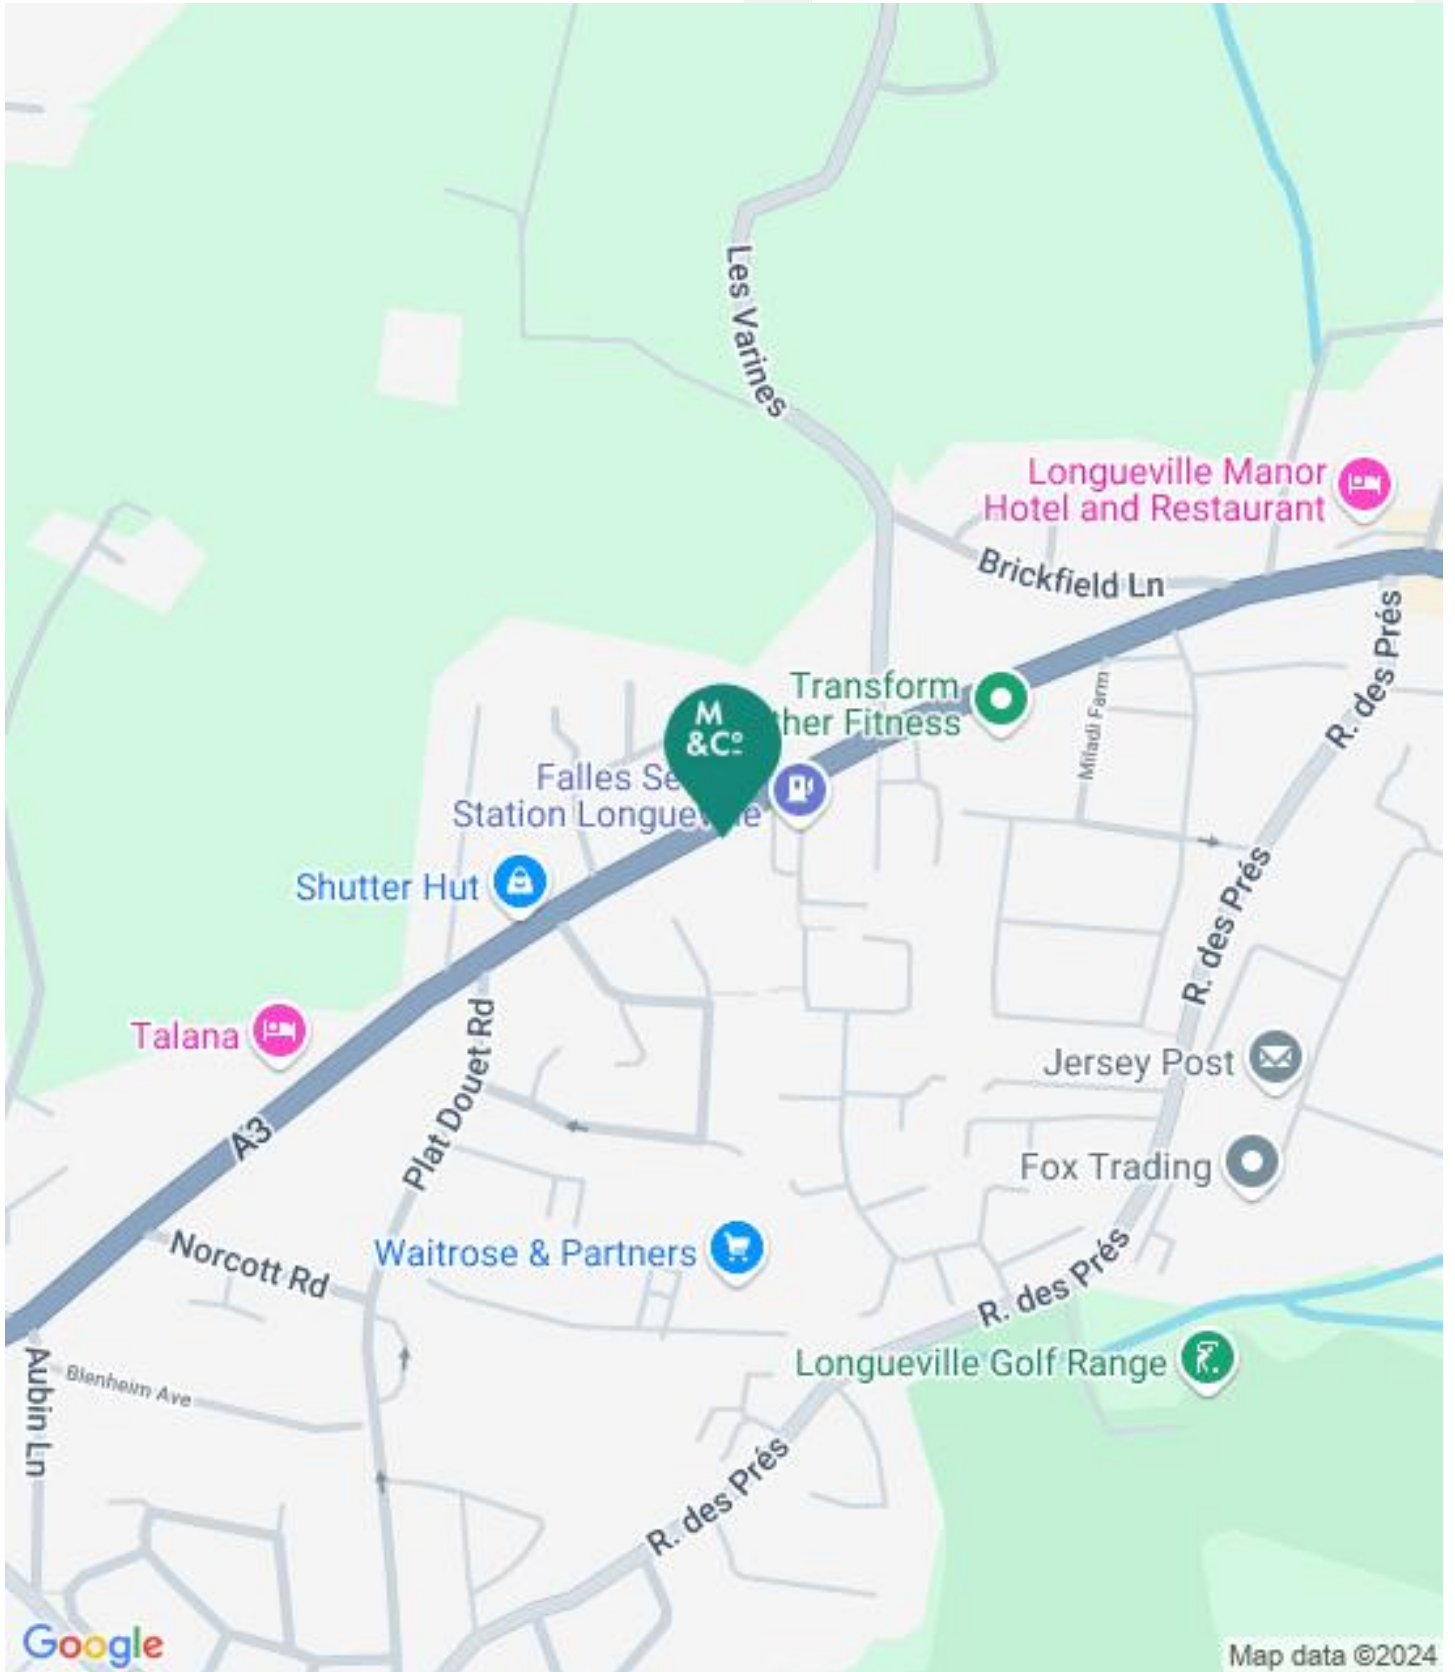 Les Varines
Longueville Manor
Hotel and Restaurant
Brickfield Ln
R. des Prés
Transform
ther Fitness
Miladi Farm
M
&Cº
Falles Se
Station Longueville
Shutter Hut
R. des Prés
Talana
Plat Douet Rd
Jersey Post
A3
Fox Trading
Norcott Rd
Waitrose & Partners
R. des Prés
Longueville Golf Range
Aubin Ln
Blenheim Ave
R. des Prés
Google
Map data ©2024